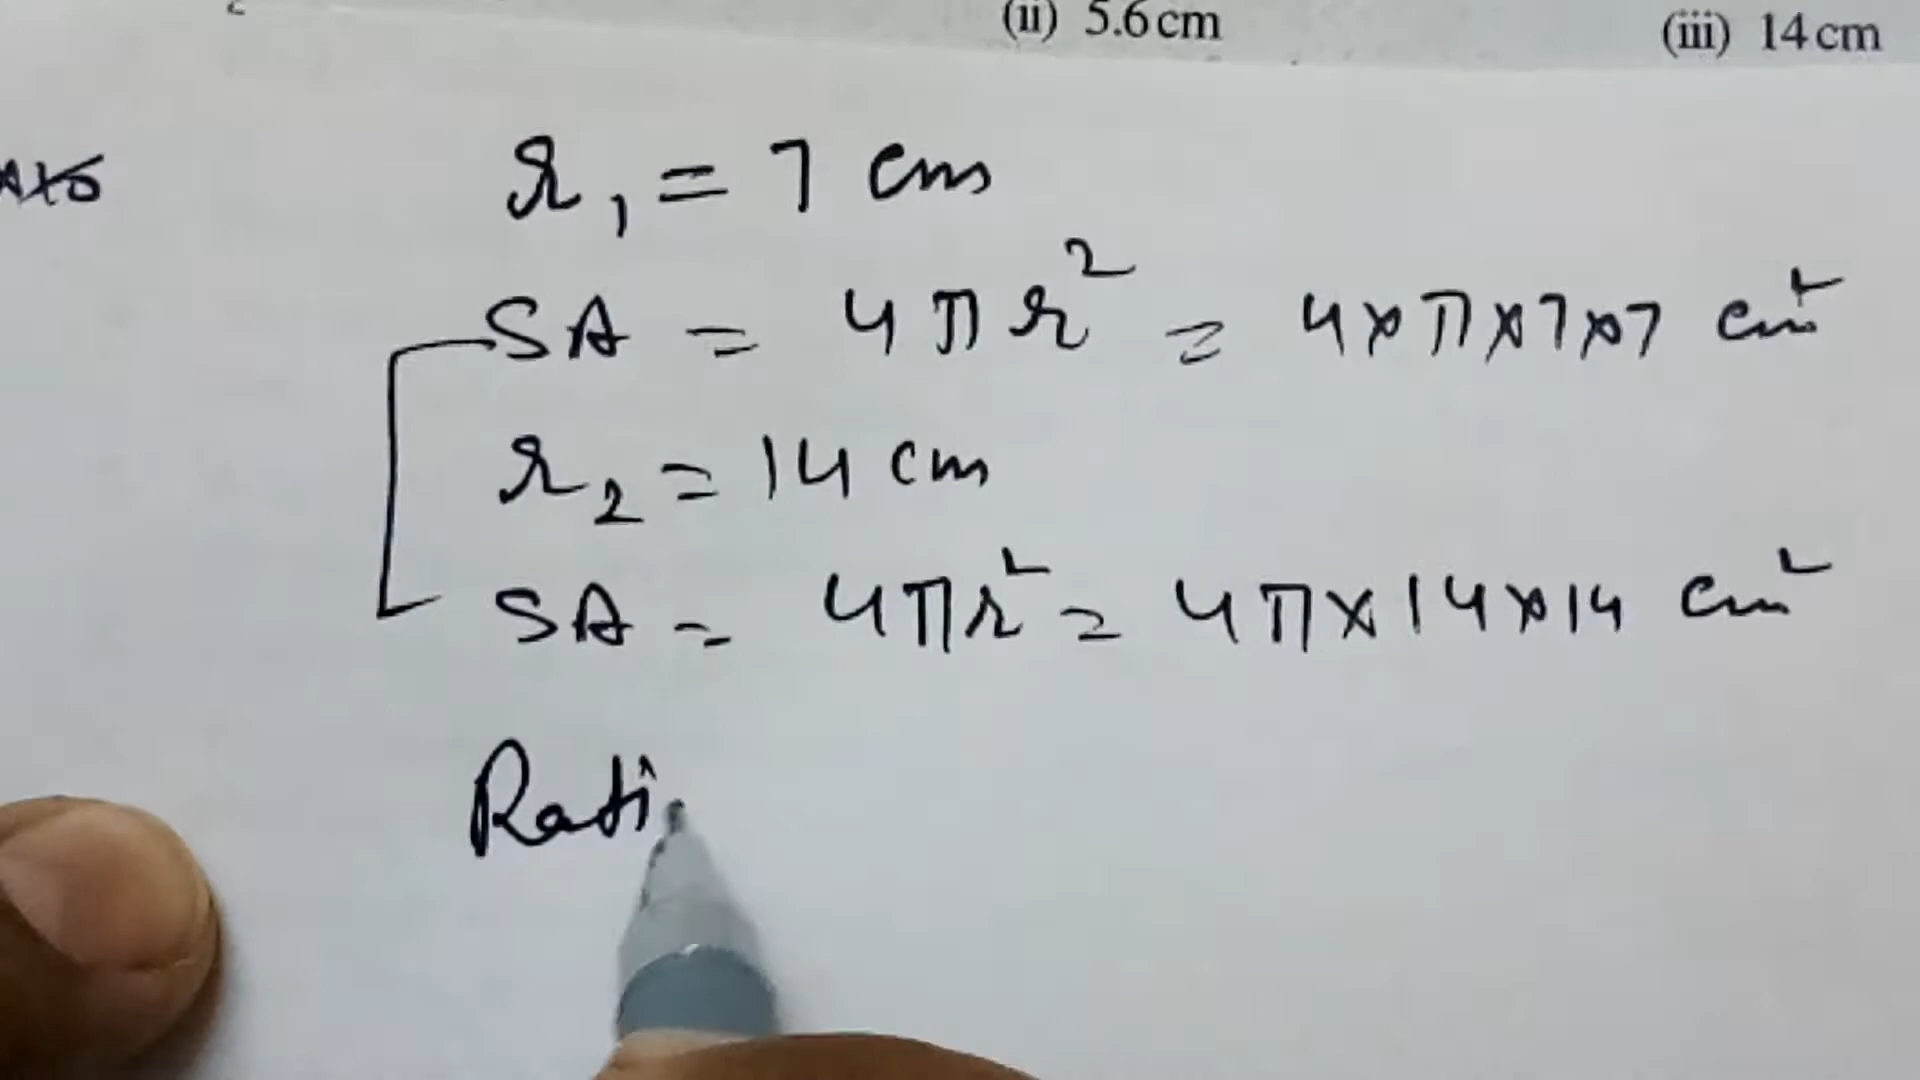 (ii) 5.6 cm (iii) 14 cm
r₁ = 7 cm
SA = 4πr² = 4×π×7×7 cm²
r₂ = 14 cm
SA = 4πr² = 4π×14×14 cm²
Rati